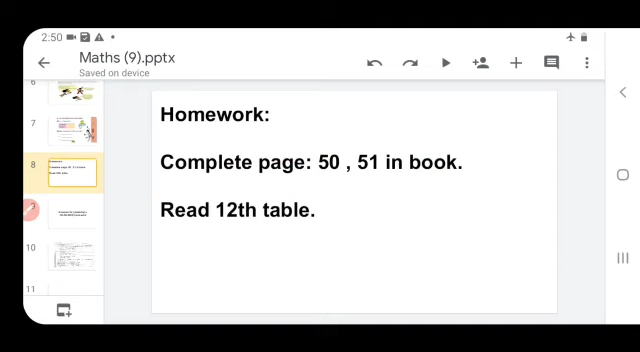 2:50
Maths (9).pptx
Saved on device
6
7
8
Homework:
Complete page: 50 , 51 in book.
Read 12th table.
10
11